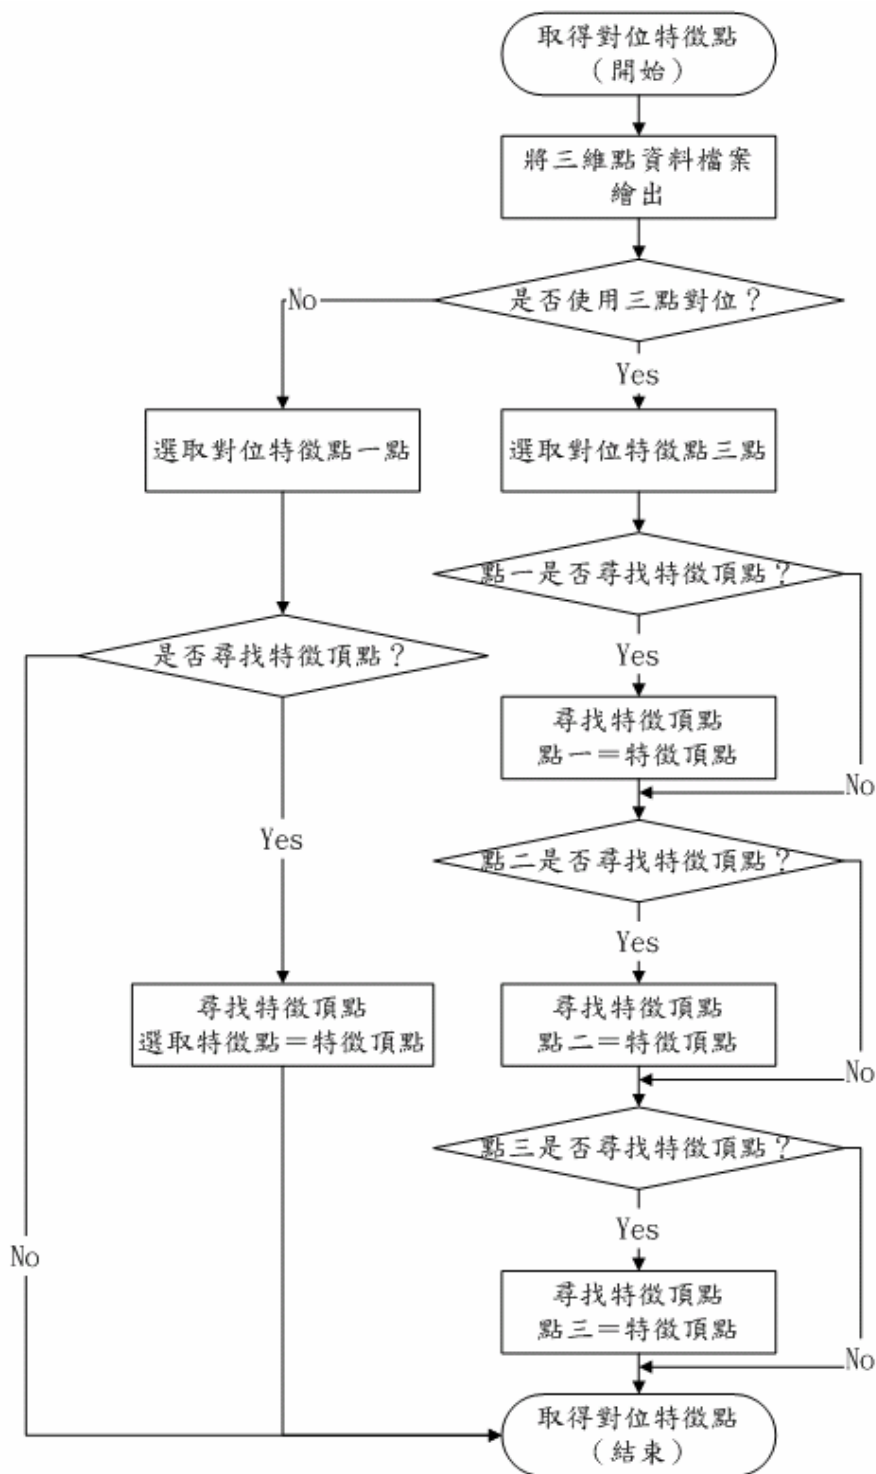 取得對位特徵點
(開始)
將三維點資料檔案
繪出
是否使用三點對位?
No
Yes
選取對位特徵點一點
選取對位特徵點三點
點一是否尋找特徵頂點?
是否尋找特徵頂點?
Yes
尋找特徵頂點
點一=特徵頂點
No
Yes
點二是否尋找特徵頂點?
Yes
尋找特徵頂點
選取特徵點=特徵頂點
尋找特徵頂點
點二=特徵頂點
No
點三是否尋找特徵頂點?
Yes
No
尋找特徵頂點
點三=特徵頂點
No
取得對位特徵點
(結束)